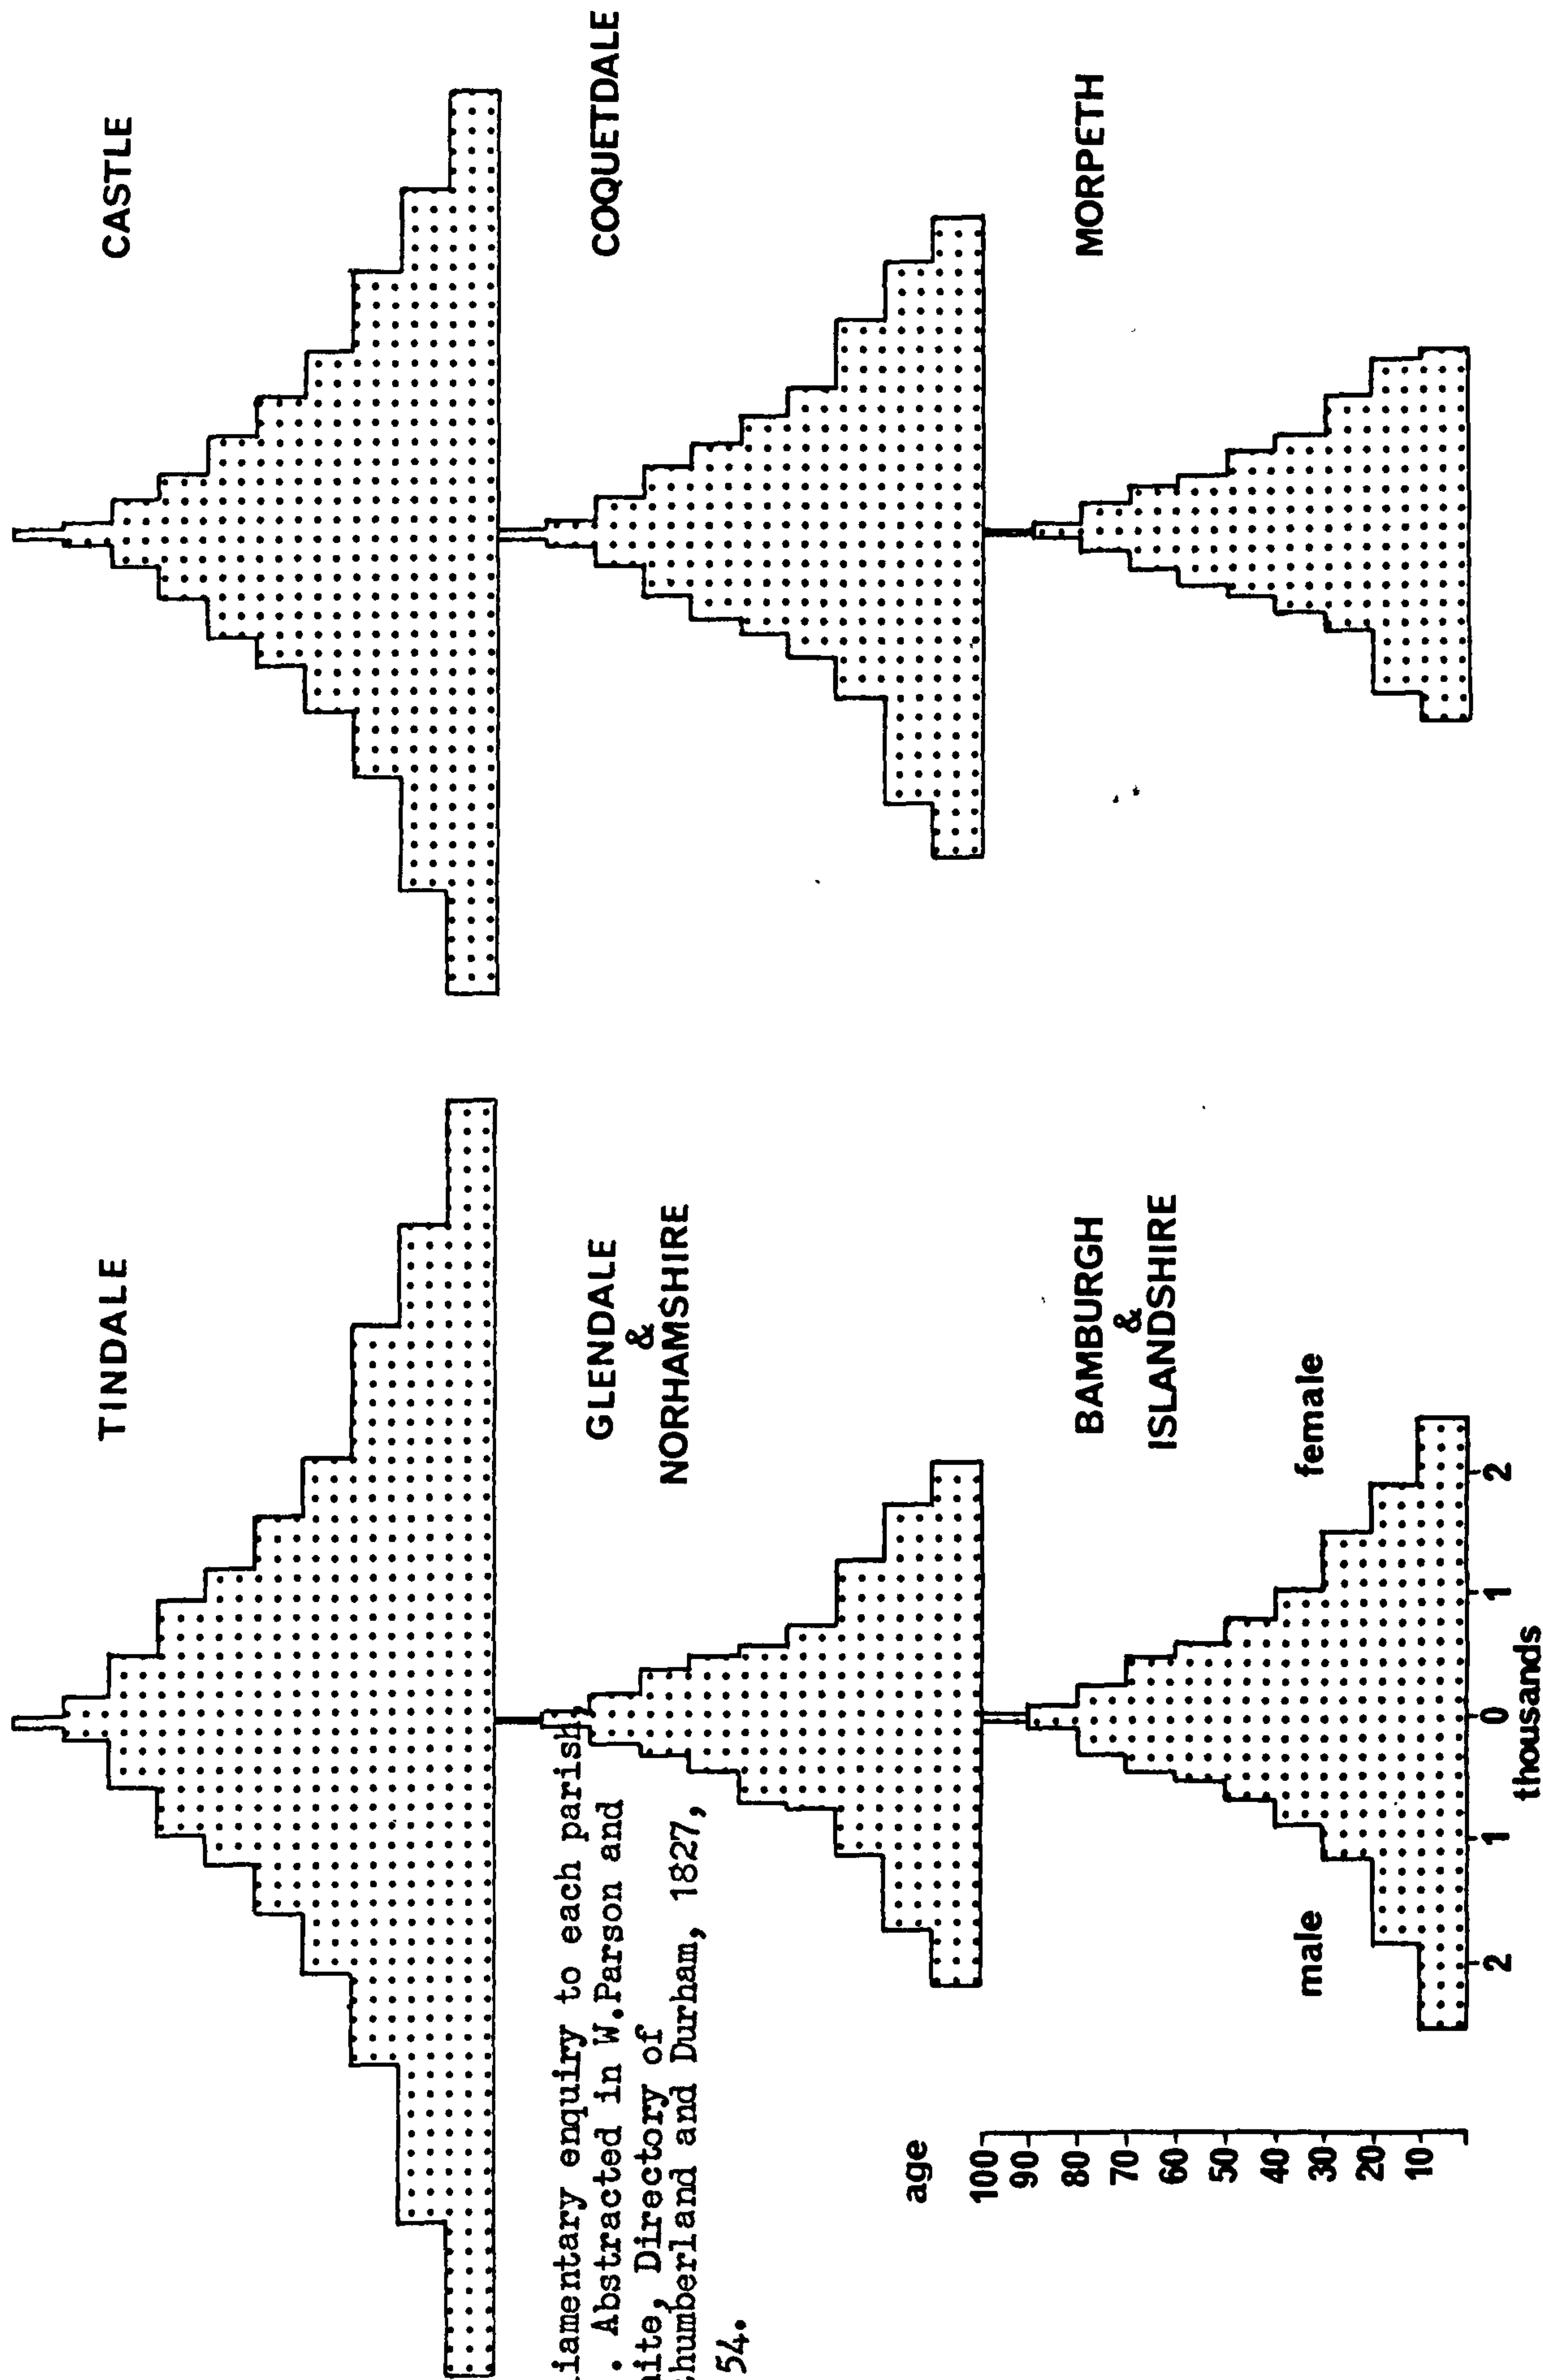 TINDALE
CASTLE
GLENDALE
&
NORHAMSHIRE
COQUETDALE
iamentary enquiry to each parish,
. Abstracted in W.Parson and
ite, Directory of
humberland and Durham, 1827,
54.
BAMBURGH
&
ISLANDSHIRE
MORPETH
age
100
90
80
70
60
50
40
30
20
10
male
female
2
1
0
1
2
thousands